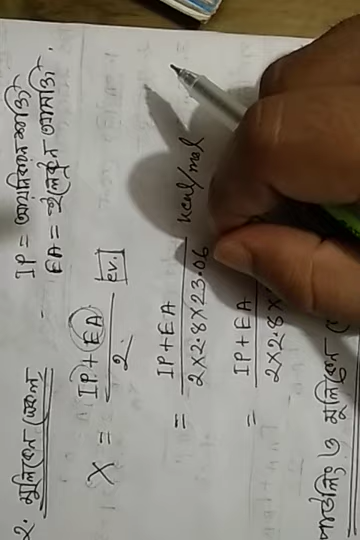 ২. মুলিকেন স্কেল
IP = আয়নিকরণ শক্তি
EA = ইলেকট্রন আসক্তি.
X = IP + EA / 2. [ev.]
= IP + EA / 2 X 2.8 X 23.06 kcal/mol
= IP + EA / 2 X 2.8 X
পাউলিং ও মুলিকেন